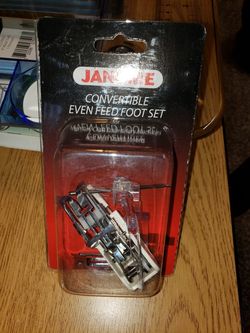 JANOME
CONVERTIBLE
EVEN FEED FOOT SET